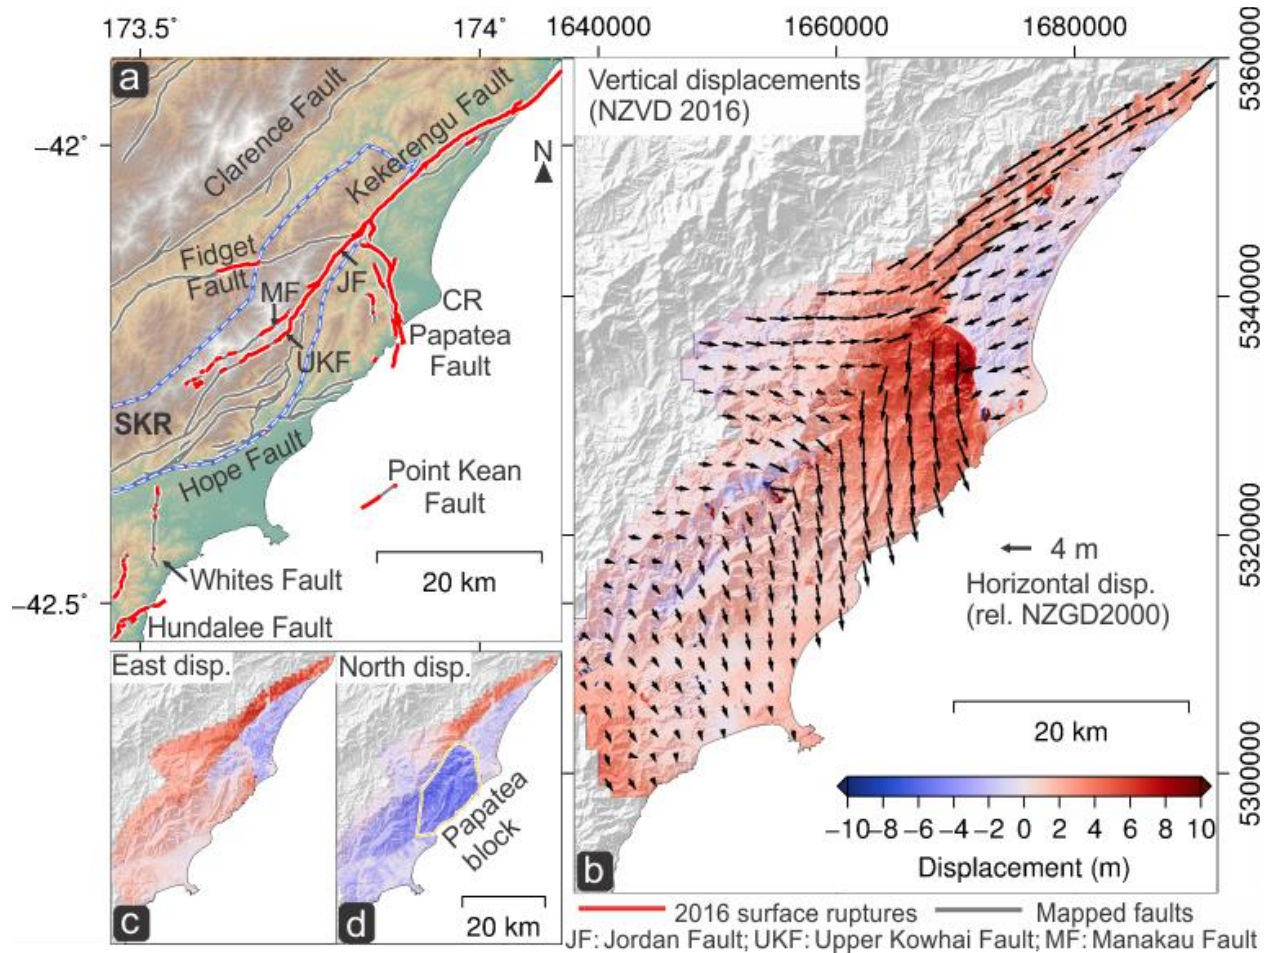 173.5°
174°
a
−42°
−42.5°
N
Clarence Fault
Kekerengu Fault
Fidget
Fault
MF
JF
CR
UKF
Papatea
Fault
SKR
Hope Fault
Point Kean
Fault
20 km
Whites Fault
Hundalee Fault
1640000
1660000
1680000
5360000
5340000
5320000
5300000
Vertical displacements
(NZVD 2016)
4 m
Horizontal disp.
(rel. NZGD2000)
20 km
−10 −8 −6 −4 −2 0 2 4 6 8 10
Displacement (m)
b
East disp.
c
North disp.
Papatea
block
d
20 km
2016 surface ruptures
Mapped faults
JF: Jordan Fault; UKF: Upper Kowhai Fault; MF: Manakau Fault